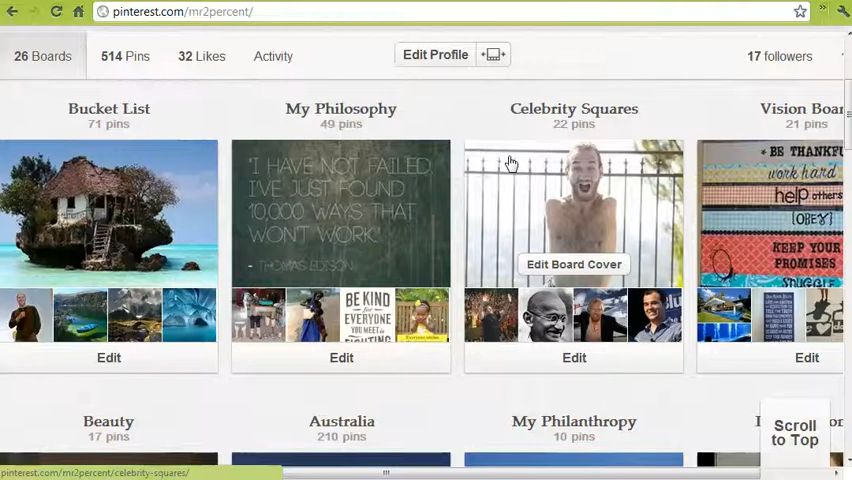 pinterest.com/mr2percent/
26 Boards
514 Pins
32 Likes
Activity
Edit Profile
17 followers
Bucket List
71 pins
My Philosophy
49 pins
Celebrity Squares
22 pins
Vision Boar
21 pins
"I HAVE NOT FAILED.
I'VE JUST FOUND
10,000 WAYS THAT
WON'T WORK."
- THOMAS EDISON
Edit Board Cover
BE THANKFU
work hard
help others
{OBEY}
KEEP YOUR
PROMISES
BE KIND
FOR
EVERYONE
YOU MEET
FIGHTING
Edit
Edit
Edit
Edit
Beauty
17 pins
Australia
210 pins
My Philanthropy
10 pins
Scroll
to Top
pinterest.com/mr2percent/celebrity-squares/